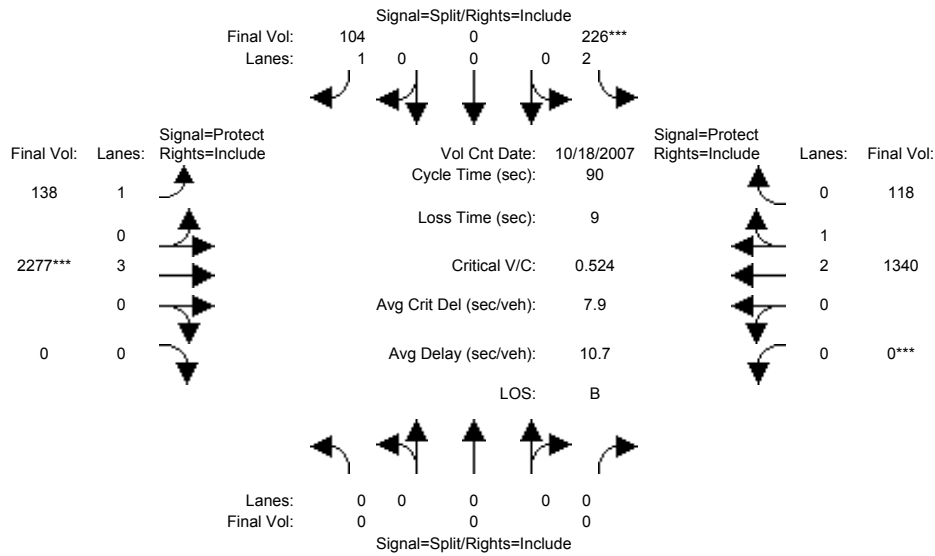 Signal=Split/Rights=Include
Final Vol: 104 0 226***
Lanes: 1 0 0 0 2
Signal=Protect
Final Vol: Lanes: Rights=Include
Vol Cnt Date: 10/18/2007
Signal=Protect
Rights=Include Lanes: Final Vol:
Cycle Time (sec): 90
138 1
0 118
Loss Time (sec): 9
0
1
2277*** 3
Critical V/C: 0.524
2 1340
0
Avg Crit Del (sec/veh): 7.9
0
0 0
Avg Delay (sec/veh): 10.7
0 0***
LOS: B
Lanes: 0 0 0 0 0
Final Vol: 0 0 0
Signal=Split/Rights=Include